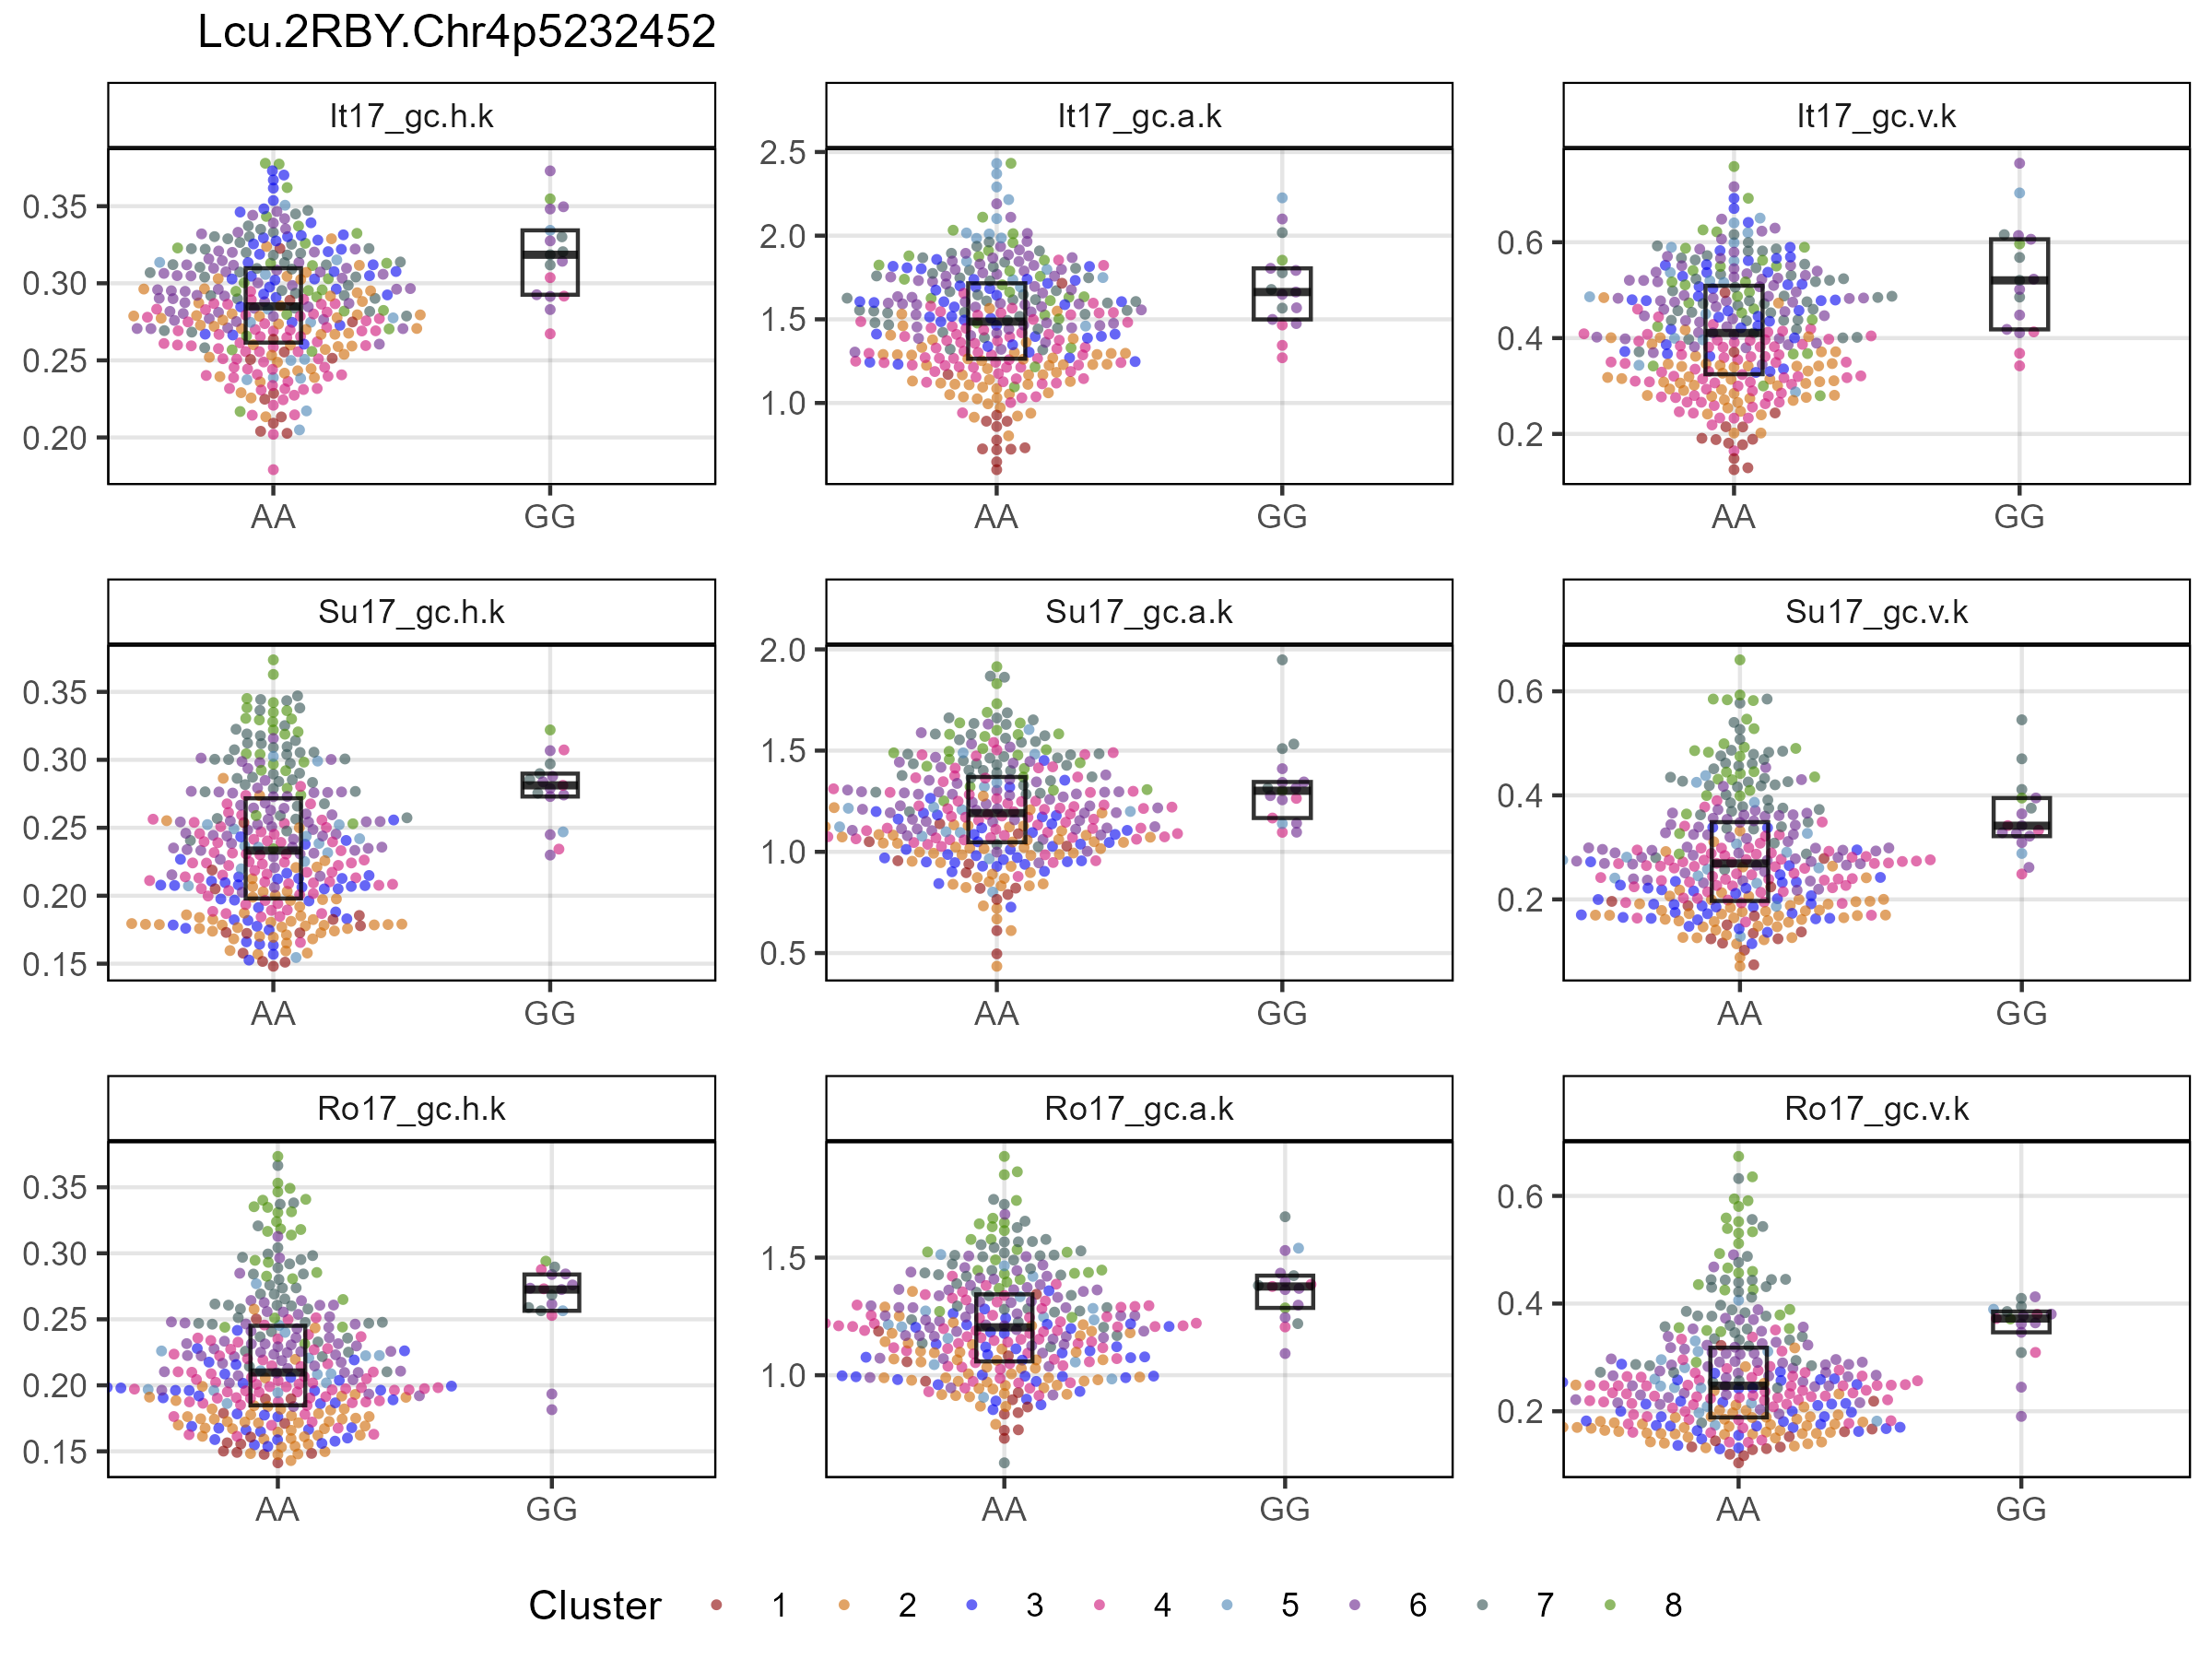 Lcu.2RBY.Chr4p5232452
It17_gc.h.k
It17_gc.a.k
It17_gc.v.k
0.35
0.30
0.25
0.20
2.5
2.0
1.5
1.0
0.6
0.4
0.2
AA
GG
AA
GG
AA
GG
Su17_gc.h.k
Su17_gc.a.k
Su17_gc.v.k
0.35
0.30
0.25
0.20
0.15
2.0
1.5
1.0
0.5
0.6
0.4
0.2
AA
GG
AA
GG
AA
GG
Ro17_gc.h.k
Ro17_gc.a.k
Ro17_gc.v.k
0.35
0.30
0.25
0.20
0.15
1.5
1.0
0.6
0.4
0.2
AA
GG
AA
GG
AA
GG
Cluster 1 2 3 4 5 6 7 8